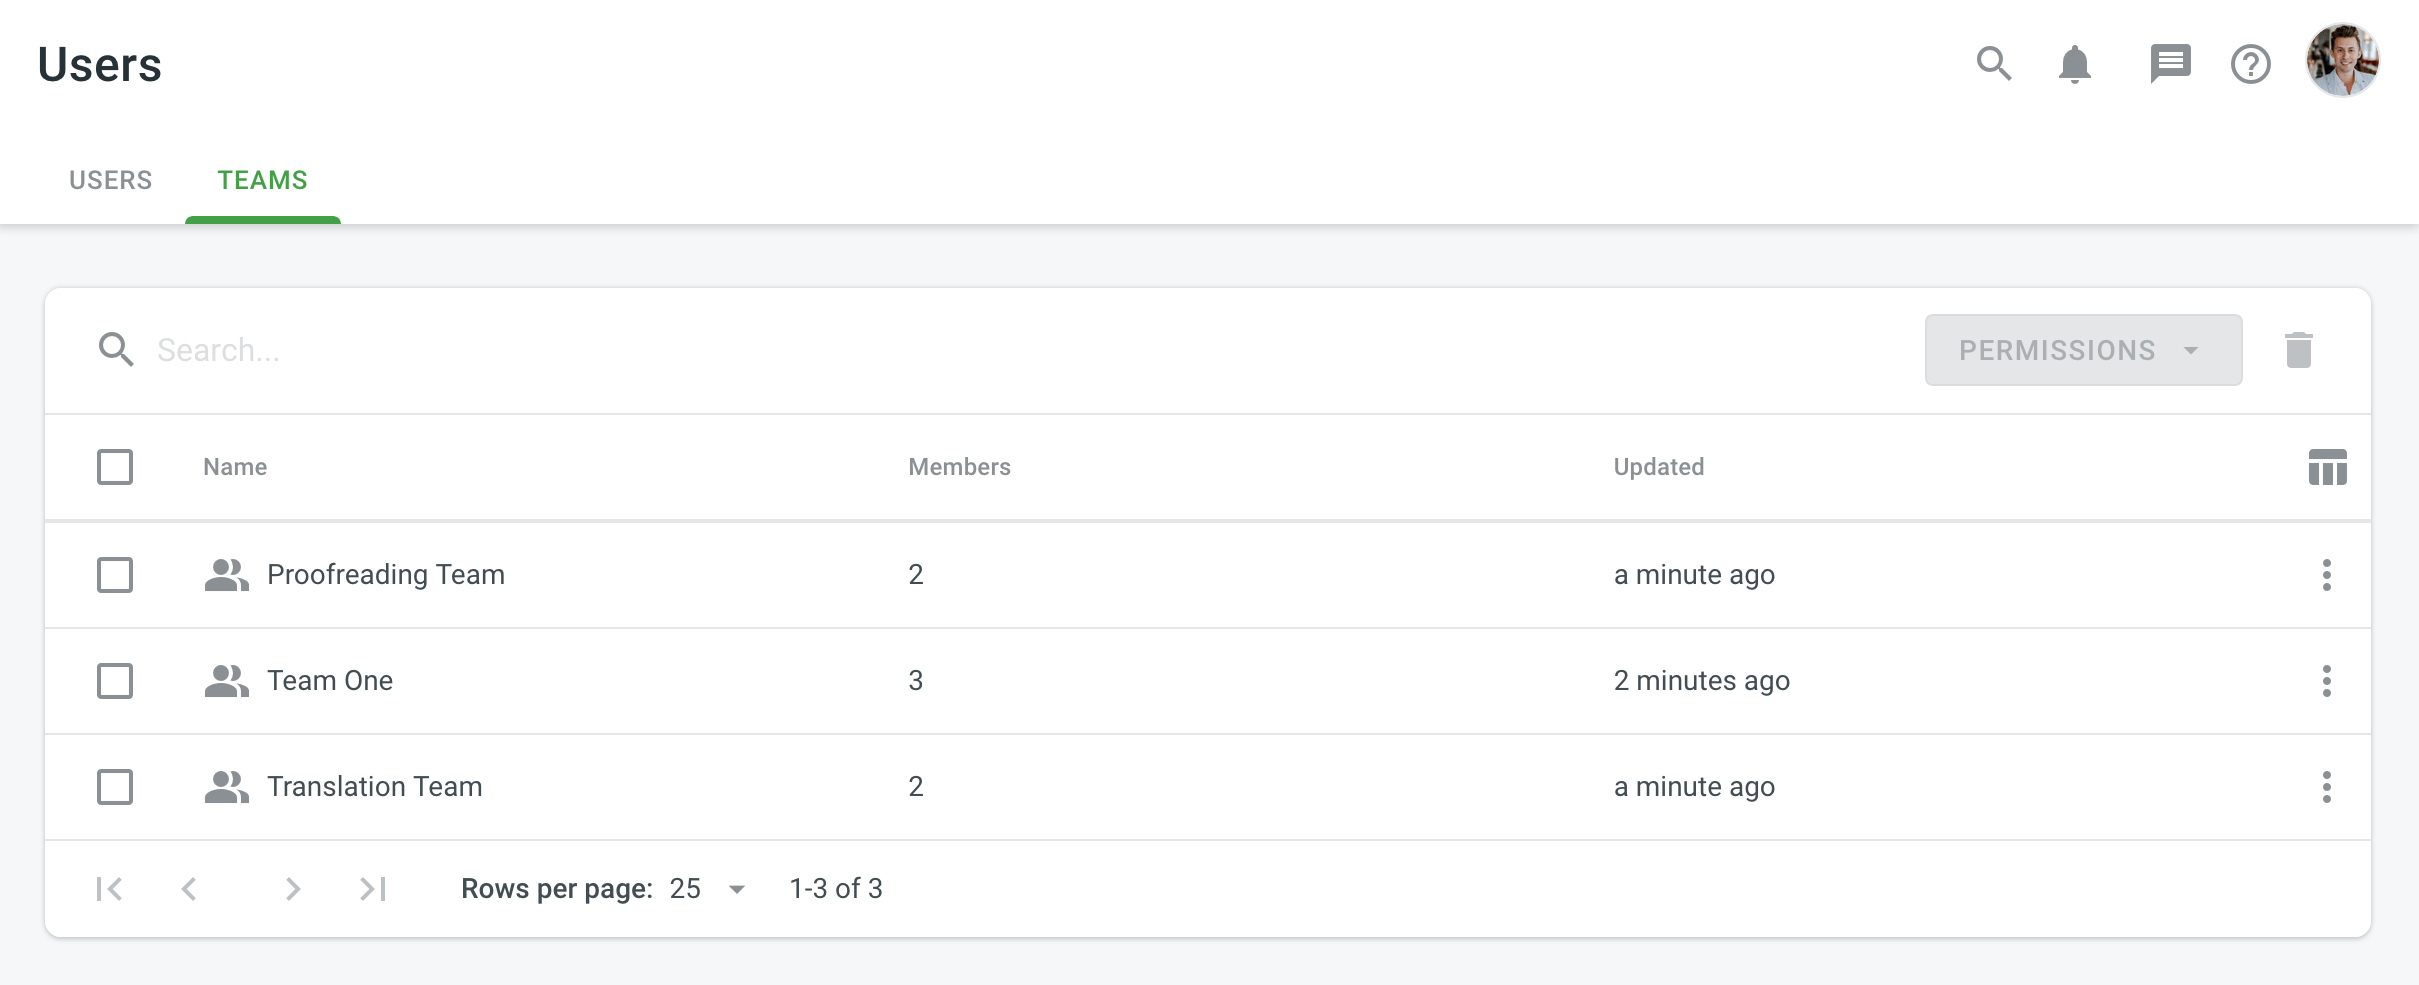 Users
USERS TEAMS
Search... PERMISSIONS
Name Members Updated
Proofreading Team 2 a minute ago
Team One 3 2 minutes ago
Translation Team 2 a minute ago
Rows per page: 25 1-3 of 3